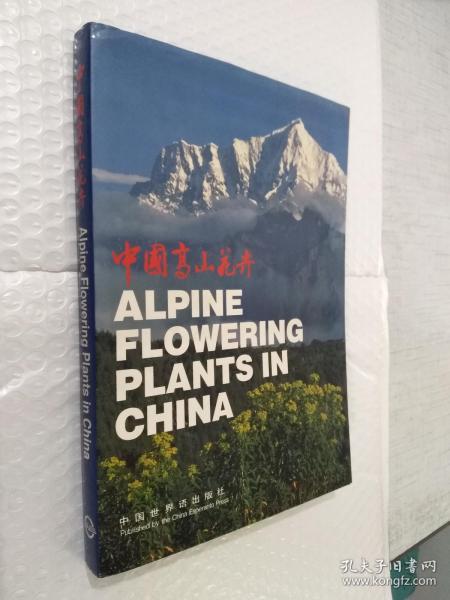 中國高山花卉
ALPINE
FLOWERING
PLANTS IN
CHINA
中国世界语出版社
Published by the China Esperanto Press
中國高山花卉
Alpine Flowering Plants in China
孔夫子旧书网
www.kongfz.com